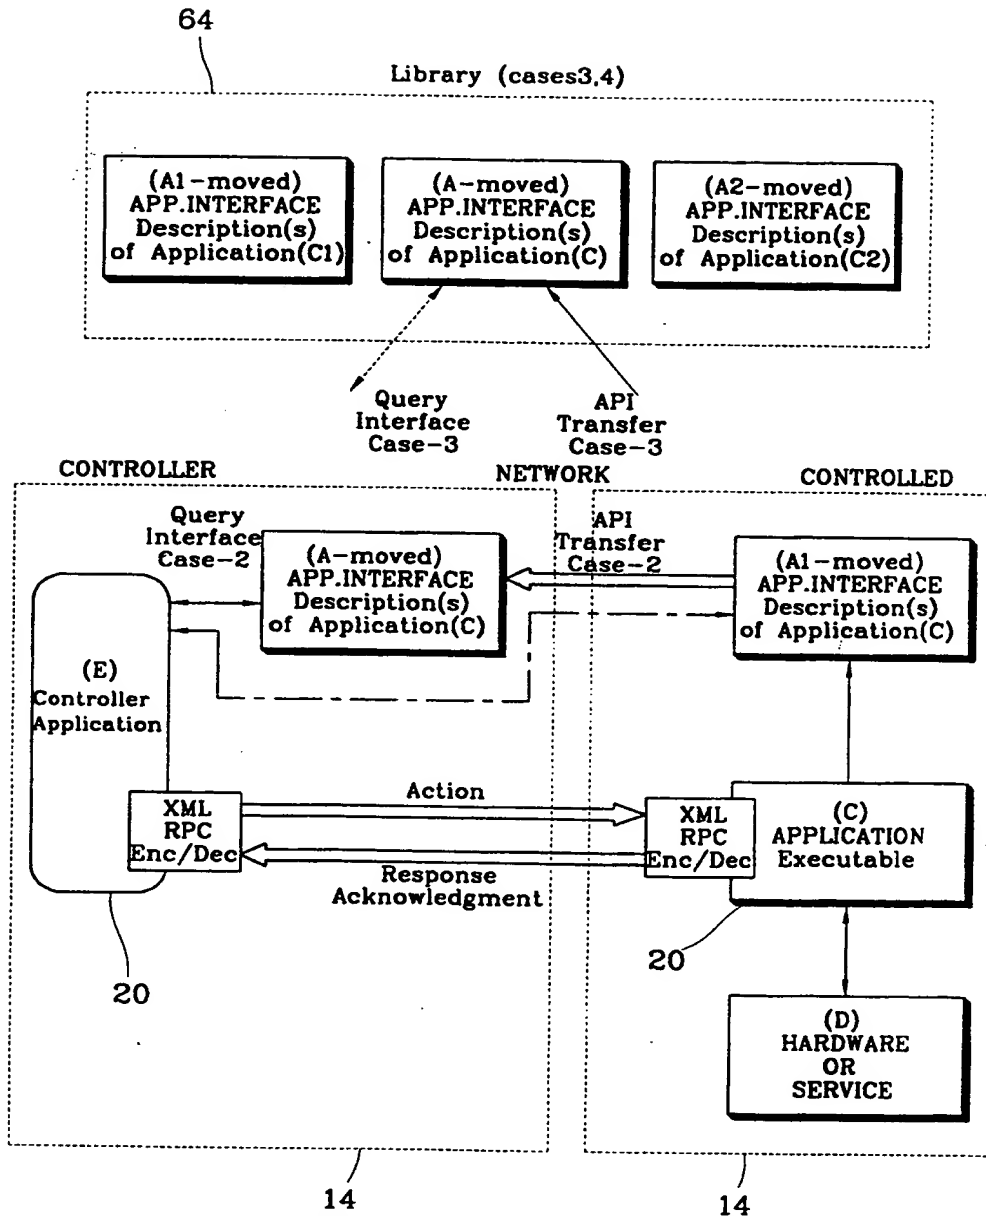 64
Library (cases3,4)
(A1-moved)
APP.INTERFACE
Description(s)
of Application(C1)
(A-moved)
APP.INTERFACE
Description(s)
of Application(C)
(A2-moved)
APP.INTERFACE
Description(s)
of Application(C2)
Query
Interface
Case-3
API
Transfer
Case-3
CONTROLLER
NETWORK
CONTROLLED
Query
Interface
Case-2
(A-moved)
APP.INTERFACE
Description(s)
of Application(C)
API
Transfer
Case-2
(A1-moved)
APP.INTERFACE
Description(s)
of Application(C)
(E)
Controller
Application
XML
RPC
Enc/Dec
Action
Response
Acknowledgment
XML
RPC
Enc/Dec
(C)
APPLICATION
Executable
20
20
(D)
HARDWARE
OR
SERVICE
14
14